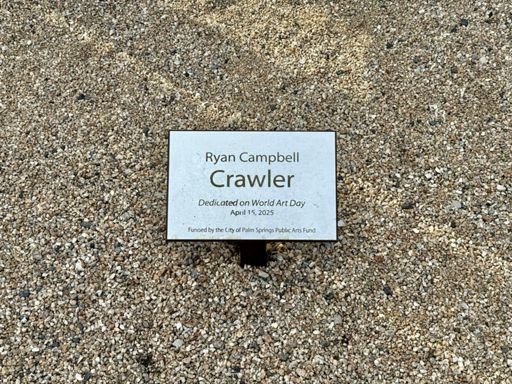 Ryan Campbell
Crawler
Dedicated on World Art Day
April 15, 2025
Funded by the City of Palm Springs Public Arts Fund